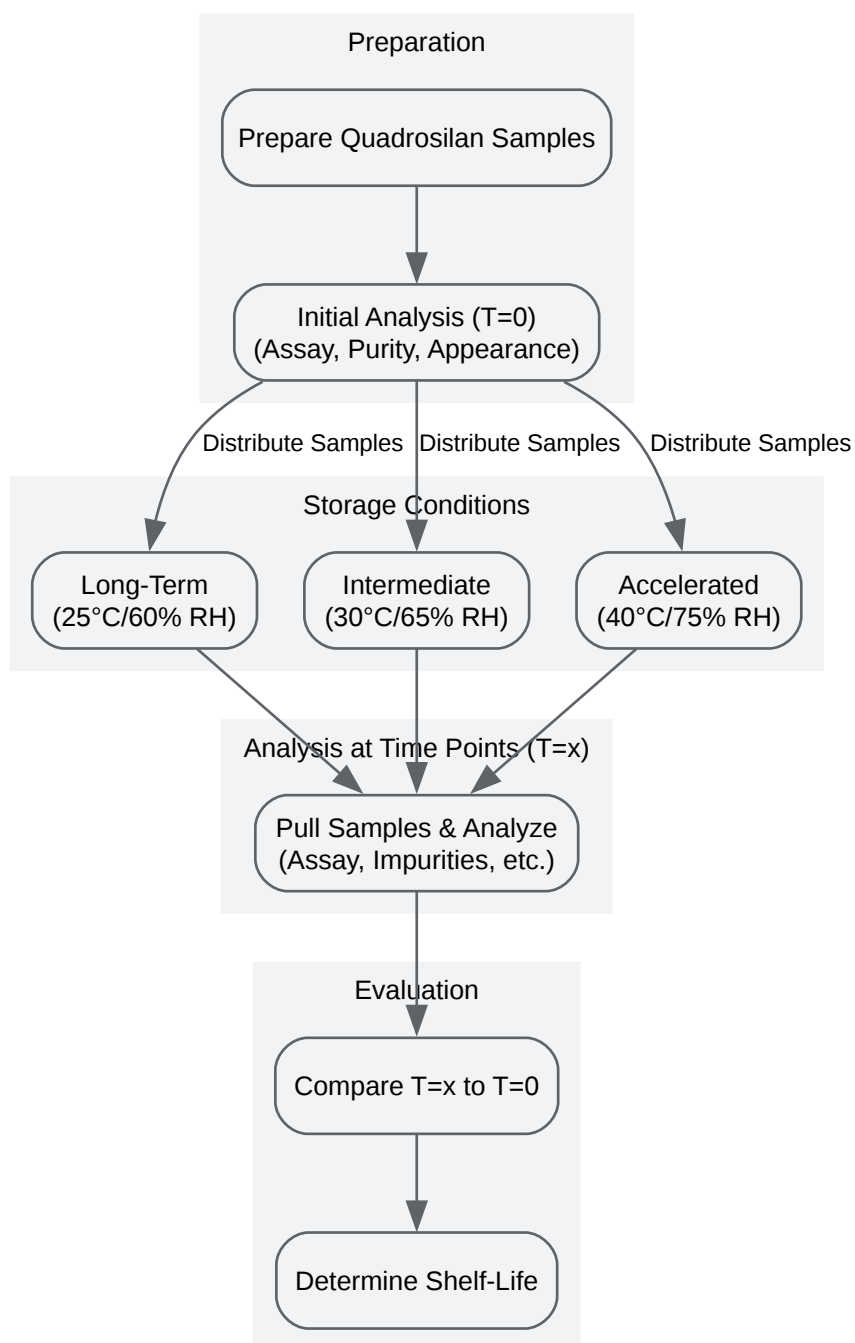 Preparation
Prepare Quadrosilan Samples
Initial Analysis (T=0)
(Assay, Purity, Appearance)
Distribute Samples
Distribute Samples
Distribute Samples
Storage Conditions
Long-Term
(25°C/60% RH)
Intermediate
(30°C/65% RH)
Accelerated
(40°C/75% RH)
Analysis at Time Points (T=x)
Pull Samples & Analyze
(Assay, Impurities, etc.)
Evaluation
Compare T=x to T=0
Determine Shelf-Life